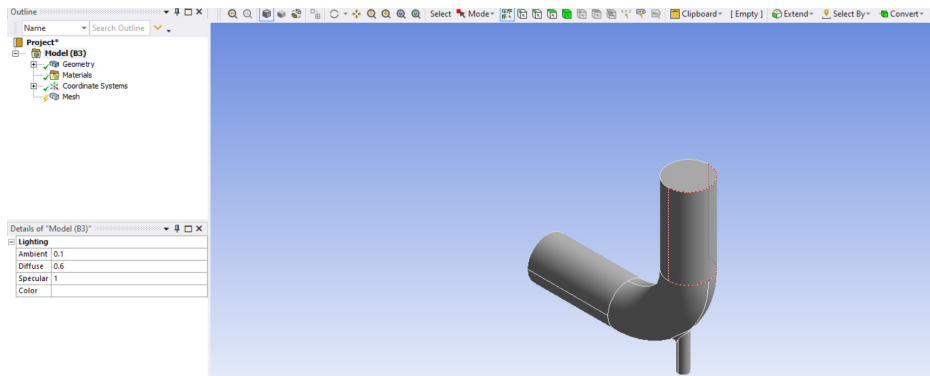 Outline
Name
Search Outline
Project*
Model (B3)
Geometry
Materials
Coordinate Systems
Mesh
Select
Mode
Clipboard
[ Empty ]
Extend
Select By
Convert
Details of "Model (B3)"
Lighting
Ambient 0.1
Diffuse 0.6
Specular 1
Color